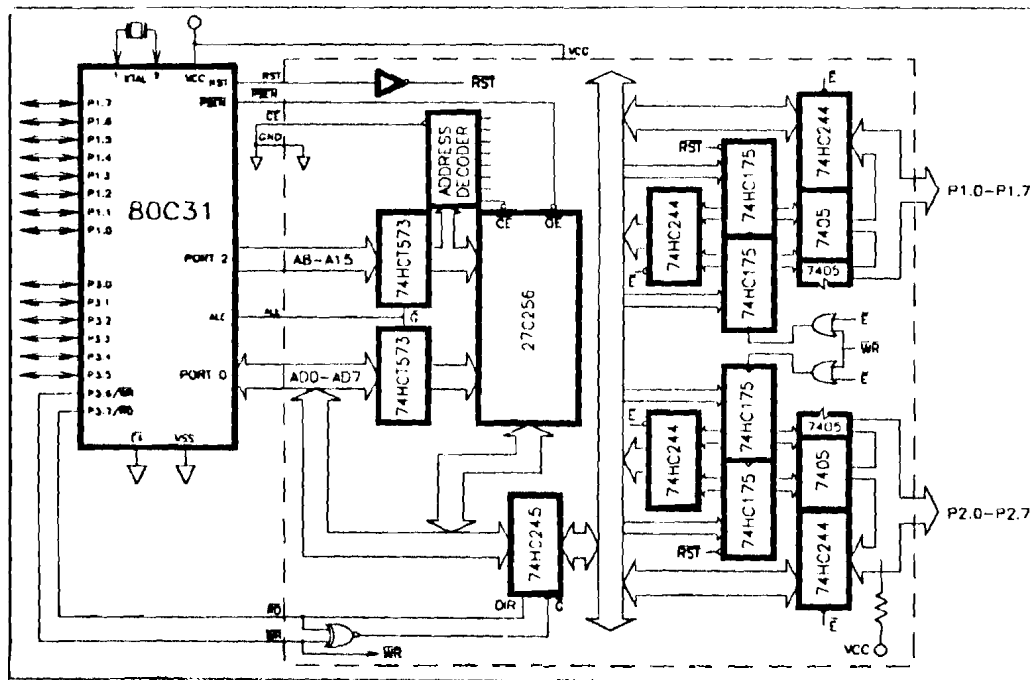 VCC
1 XTAL 2
VCC
RST
RST
RST
PSEN
PSEN
CE
GND
P1.7
P1.6
P1.5
P1.4
P1.3
P1.2
P1.1
P1.0
80C31
PORT 2
A8-A15
ALE
ALE
PORT 0
AD0-AD7
P3.0
P3.1
P3.2
P3.3
P3.4
P3.5
P3.6/WR
P3.7/RD
VSS
ADDRESS DECODER
74HCT573
G
74HCT573
CE
OE
27C256
74HC245
DIR
G
RD
WR
WR
E
74HC244
RST
74HC175
74HC244
E
74HC175
7405
7405
P1.0-P1.7
E
WR
E
74HC175
E
74HC244
74HC175
RST
7405
7405
74HC244
E
P2.0-P2.7
VCC